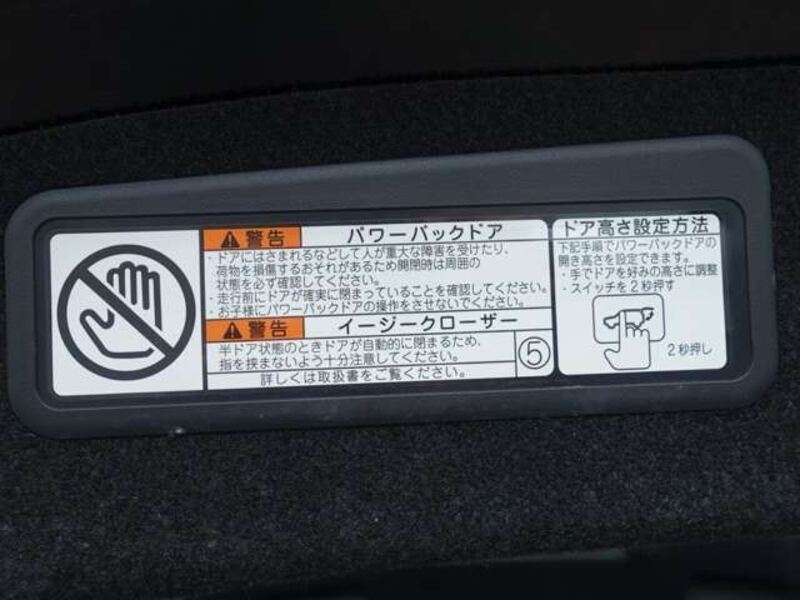 警告 パワーバックドア
・ドアにはさまれるなどして人が重大な障害を受けたり、
荷物を損傷するおそれがあるため開閉時は周囲の
状態を必ず確認してください。
・走行前にドアが確実に閉まっていることを確認してください。
・お子様にパワーバックドアの操作をさせないでください。
警告 イージークローザー
半ドア状態のときドアが自動的に閉まるため、
指を挟まないよう十分注意してください。
⑤
詳しくは取扱書をご覧ください。
ドア高さ設定方法
下記手順でパワーバックドアの
開き高さを設定できます。
・手でドアを好みの高さに調整
・スイッチを2秒押す
2秒押し